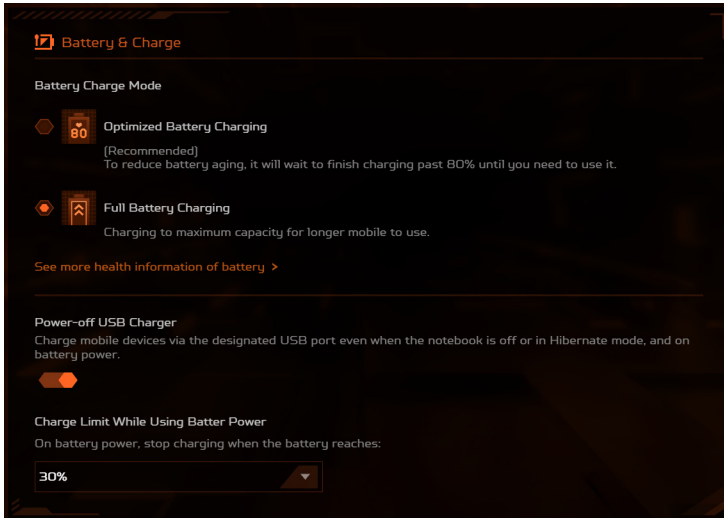 Battery & Charge
Battery Charge Mode
80
Optimized Battery Charging
(Recommended)
To reduce battery aging, it will wait to finish charging past 80% until you need to use it.
Full Battery Charging
Charging to maximum capacity for longer mobile to use.
See more health information of battery >
Power-off USB Charger
Charge mobile devices via the designated USB port even when the notebook is off or in Hibernate mode, and on
battery power.
Charge Limit While Using Batter Power
On battery power, stop charging when the battery reaches:
30%